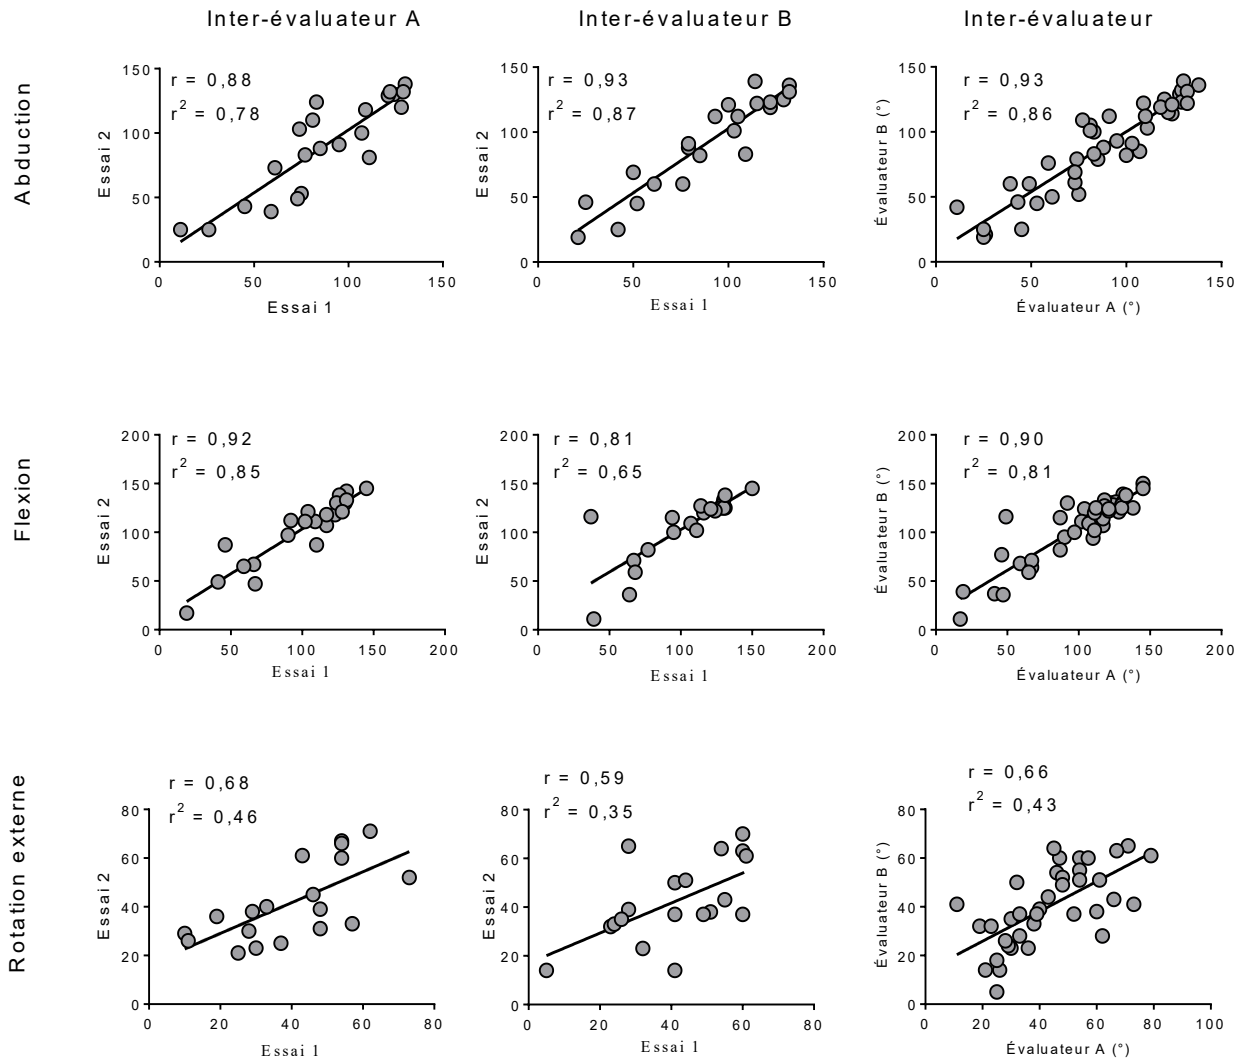 Inter-évaluateur A
Inter-évaluateur B
Inter-évaluateur
Abduction
r = 0,88
r² = 0,78
Essai 2
150
100
50
0
0 50 100 150
Essai 1
r = 0,93
r² = 0,87
Essai 2
150
100
50
0
0 50 100 150
Essai 1
r = 0,93
r² = 0,86
Évaluateur B (°)
150
100
50
0
0 50 100 150
Évaluateur A (°)
Flexion
r = 0,92
r² = 0,85
Essai 2
200
150
100
50
0
0 50 100 150 200
Essai 1
r = 0,81
r² = 0,65
Essai 2
200
150
100
50
0
0 50 100 150 200
Essai 1
r = 0,90
r² = 0,81
Évaluateur B (°)
200
150
100
50
0
0 50 100 150 200
Évaluateur A (°)
Rotation externe
r = 0,68
r² = 0,46
Essai 2
80
60
40
20
0
0 20 40 60 80
Essai 1
r = 0,59
r² = 0,35
Essai 2
80
60
40
20
0
0 20 40 60 80
Essai 1
r = 0,66
r² = 0,43
Évaluateur B (°)
80
60
40
20
0
0 20 40 60 80 100
Évaluateur A (°)